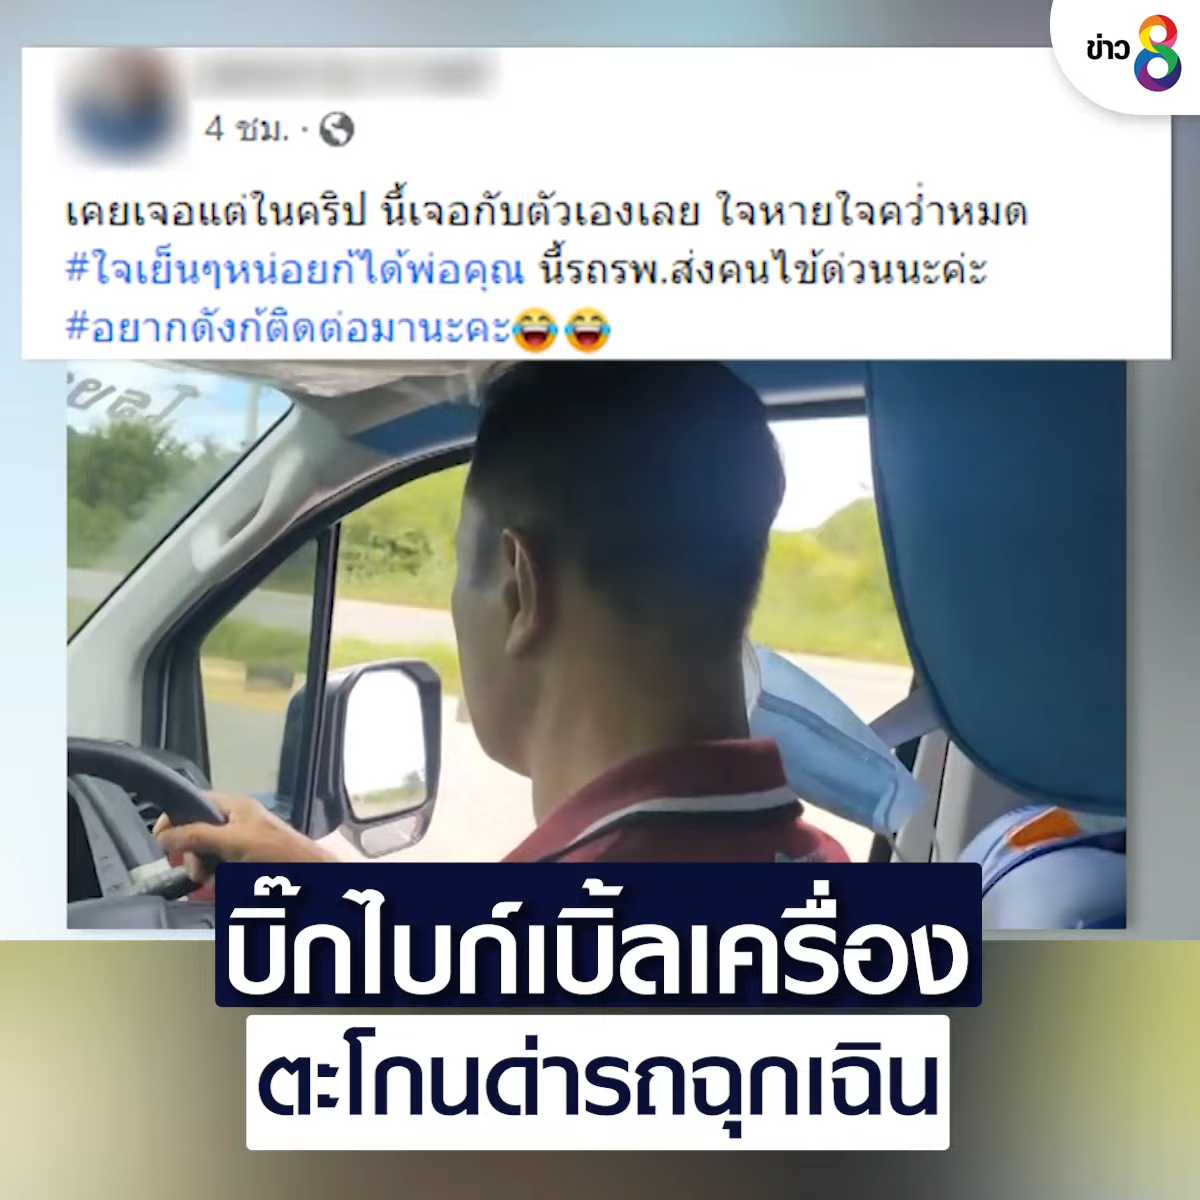 ข่าว 8
4 ชม.
เคยเจอแต่ในคริป นี้เจอกับตัวเองเลย ใจหายใจคว่ำหมด
#ใจเย็นๆหน่อยก้ได้พ่อคุณ นี้รถรพ.ส่งคนไข้ด่วนนะค่ะ
#อยากดังก้ติดต่อมานะคะ😂😂
บิ๊กไบก์เบิ้ลเครื่อง
ตะโกนด่ารถฉุกเฉิน